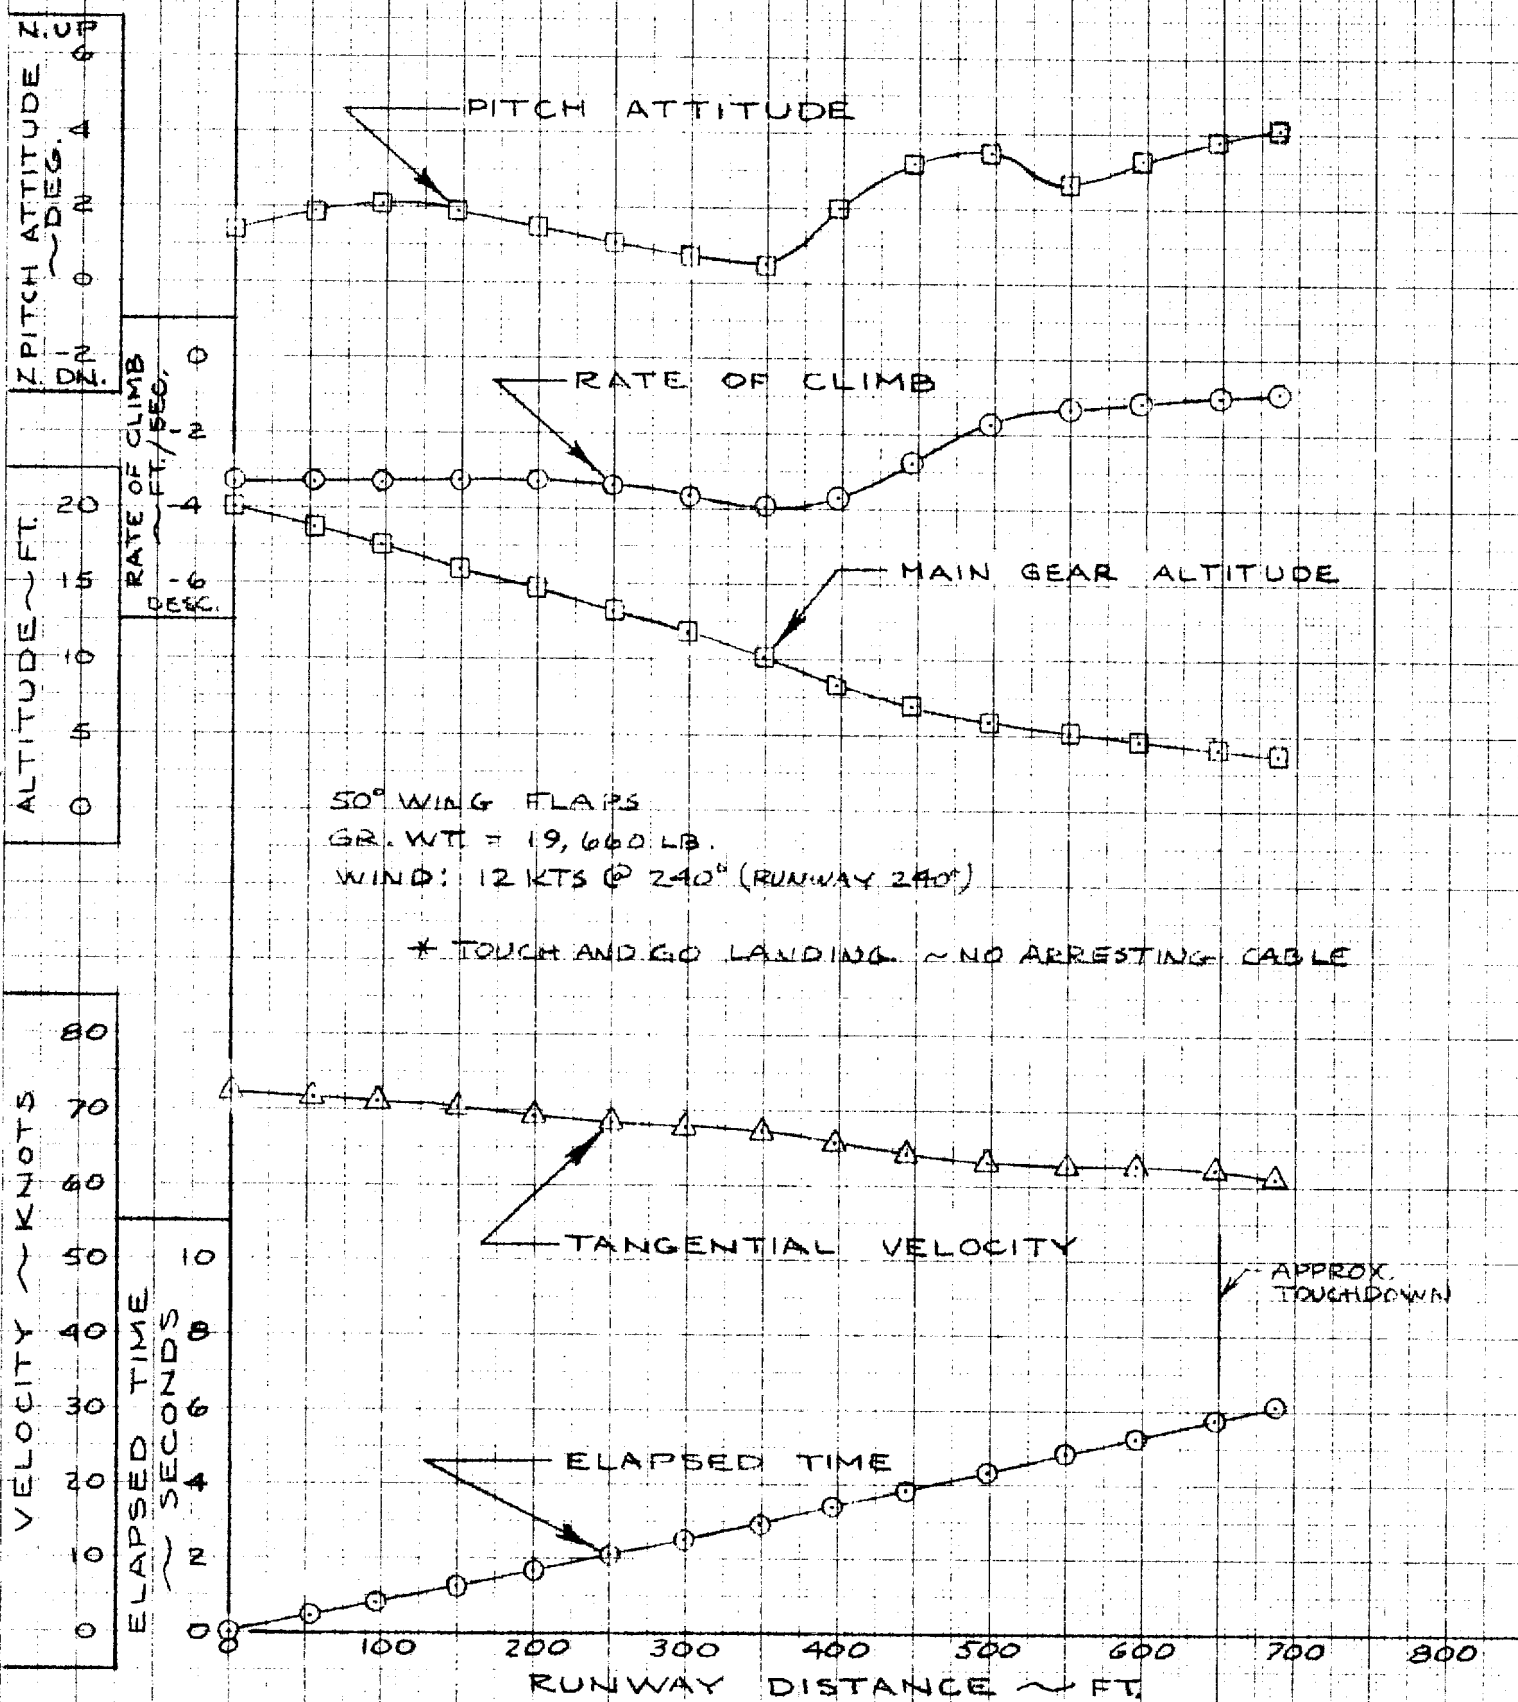 N. UP
6
4
2
0
-2
N. DN.
PITCH ATTITUDE
~ DEG.
PITCH ATTITUDE
0
-2
-4
-6
DESC.
RATE OF CLIMB
~ FT./SEC.
RATE OF CLIMB
20
15
10
5
0
ALTITUDE ~ FT.
MAIN GEAR ALTITUDE
50° WING FLAPS
GR. WT = 19,660 LB.
WIND: 12 KTS @ 240° (RUNWAY 240°)
* TOUCH AND GO LANDING ~ NO ARRESTING CABLE
80
70
60
50
40
30
20
10
0
VELOCITY ~ KNOTS
TANGENTIAL VELOCITY
APPROX.
TOUCHDOWN
10
8
6
4
2
0
ELAPSED TIME
~ SECONDS
ELAPSED TIME
0 100 200 300 400 500 600 700 800
RUNWAY DISTANCE ~ FT.